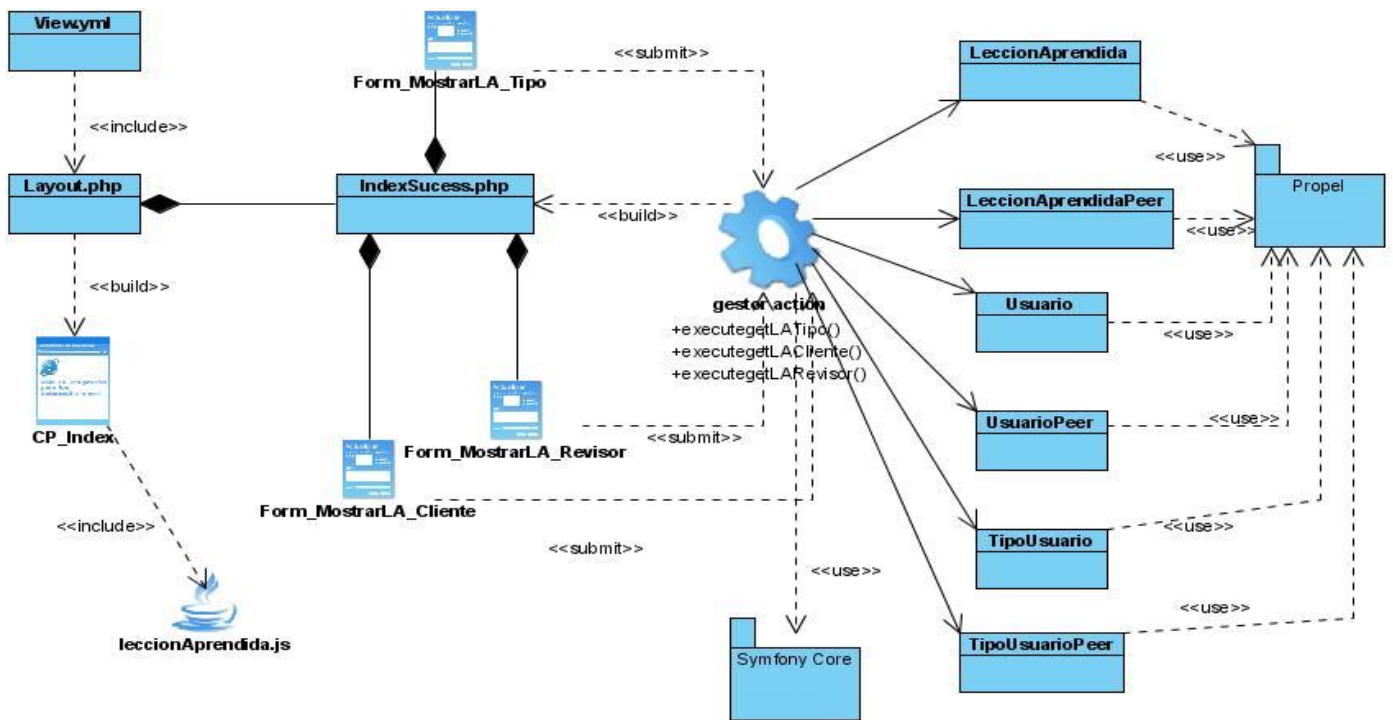 View.yml
<<include>>
Layout.php
<<build>>
CP_Index
<<include>>
leccionAprendida.js
Form_MostrarLA_Tipo
<<submit>>
IndexSucess.php
<<build>>
Form_MostrarLA_Revisor
<<submit>>
Form_MostrarLA_Cliente
<<submit>>
gestor action
+executegetLATipo()
+executegetLACliente()
+executegetLARevisor()
<<use>>
Symfony Core
LeccionAprendida
<<use>>
Propel
LeccionAprendidaPeer
<<use>>
Usuario
<<use>>
UsuarioPeer
<<use>>
TipoUsuario
<<use>>
TipoUsuarioPeer
<<use>>